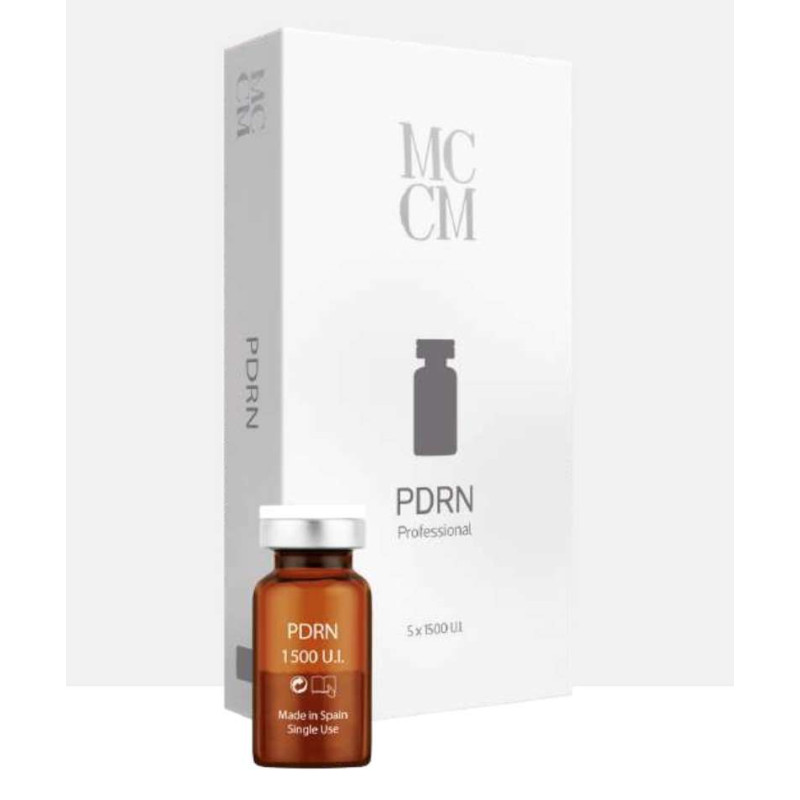 MC
CM
PDRN
MC
CM
PDRN
Professional
5 x 1500 U.I.
PDRN
1500 U.I.
Made in Spain
Single Use